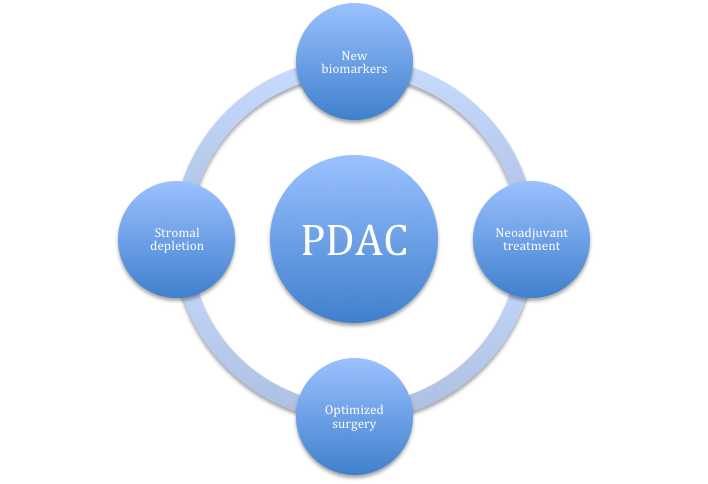 New
biomarkers
Stromal
depletion
PDAC
Neoadjuvant
treatment
Optimized
surgery